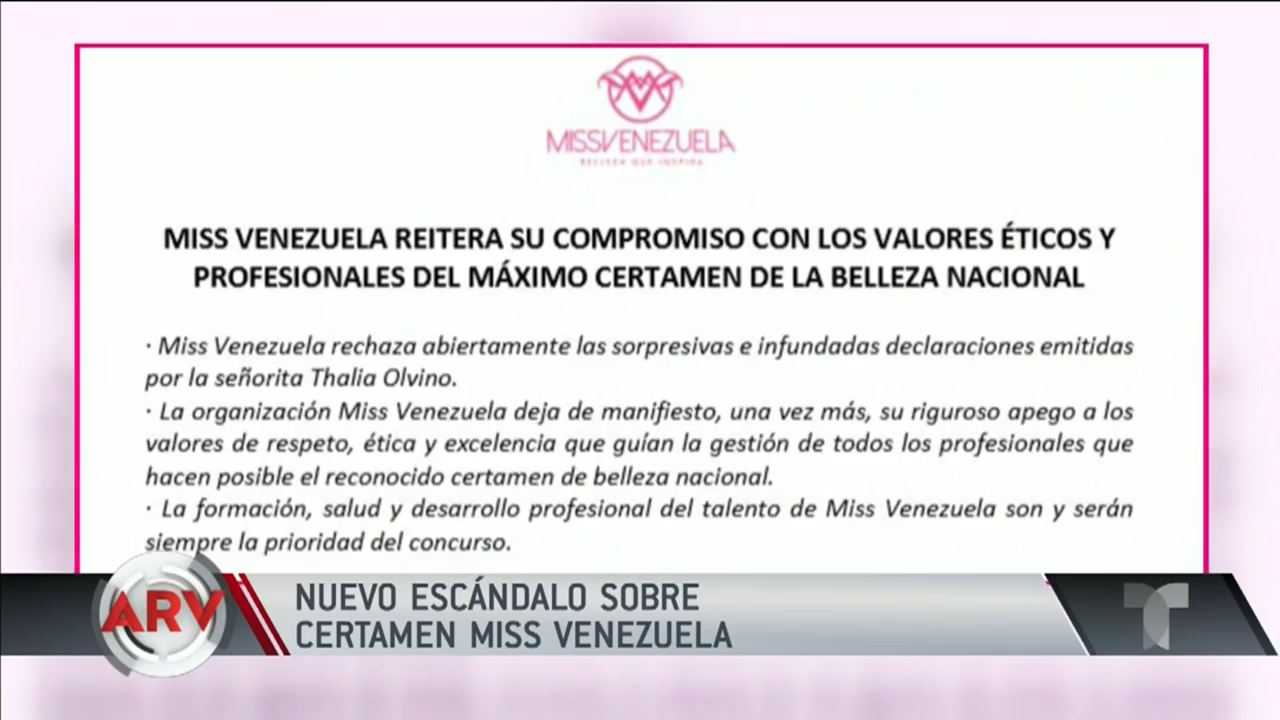 MISSVENEZUELA
BELLEZA QUE INSPIRA
MISS VENEZUELA REITERA SU COMPROMISO CON LOS VALORES ÉTICOS Y
PROFESIONALES DEL MÁXIMO CERTAMEN DE LA BELLEZA NACIONAL
· Miss Venezuela rechaza abiertamente las sorpresivas e infundadas declaraciones emitidas
por la señorita Thalia Olvino.
· La organización Miss Venezuela deja de manifiesto, una vez más, su riguroso apego a los
valores de respeto, ética y excelencia que guían la gestión de todos los profesionales que
hacen posible el reconocido certamen de belleza nacional.
· La formación, salud y desarrollo profesional del talento de Miss Venezuela son y serán
siempre la prioridad del concurso.
ARV
NUEVO ESCÁNDALO SOBRE
CERTAMEN MISS VENEZUELA
T